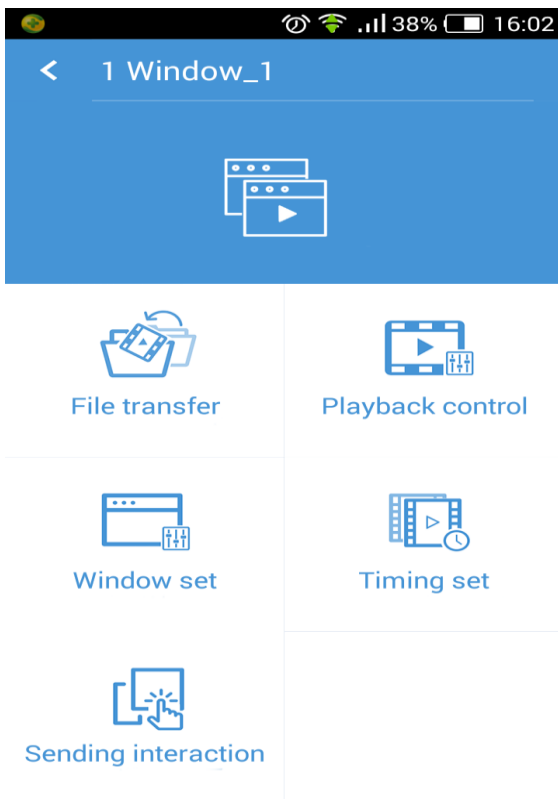 38% 16:02
1 Window_1
File transfer
Playback control
Window set
Timing set
Sending interaction